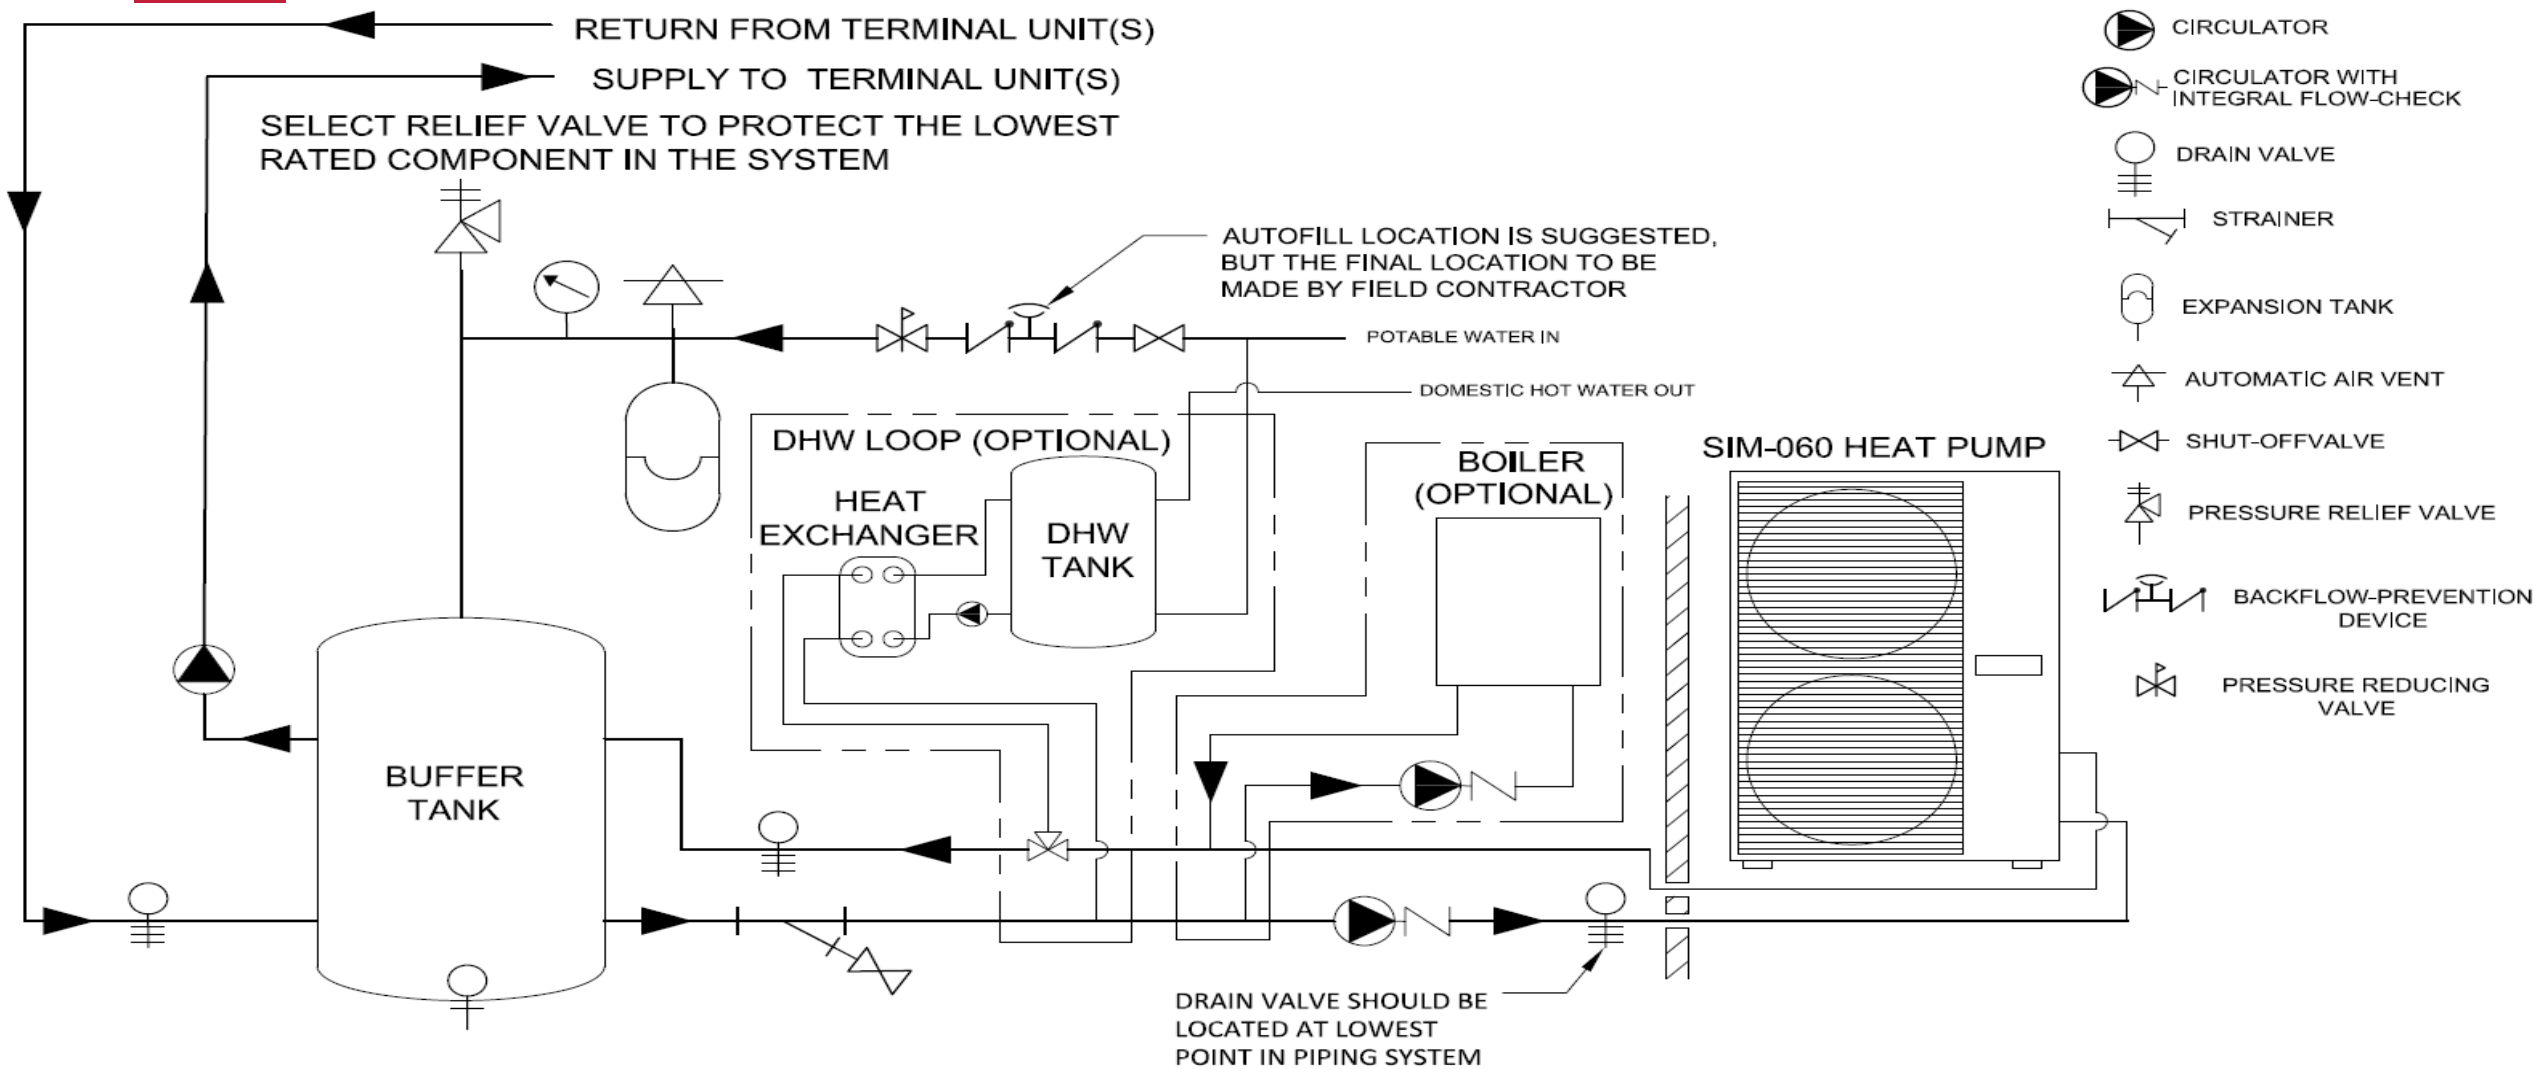 RETURN FROM TERMINAL UNIT(S)
SUPPLY TO TERMINAL UNIT(S)
SELECT RELIEF VALVE TO PROTECT THE LOWEST
RATED COMPONENT IN THE SYSTEM
AUTOFILL LOCATION IS SUGGESTED,
BUT THE FINAL LOCATION TO BE
MADE BY FIELD CONTRACTOR
POTABLE WATER IN
DOMESTIC HOT WATER OUT
DHW LOOP (OPTIONAL)
HEAT
EXCHANGER
DHW
TANK
BOILER
(OPTIONAL)
SIM-060 HEAT PUMP
BUFFER
TANK
DRAIN VALVE SHOULD BE
LOCATED AT LOWEST
POINT IN PIPING SYSTEM
CIRCULATOR
CIRCULATOR WITH
INTEGRAL FLOW-CHECK
DRAIN VALVE
STRAINER
EXPANSION TANK
AUTOMATIC AIR VENT
SHUT-OFFVALVE
PRESSURE RELIEF VALVE
BACKFLOW-PREVENTION
DEVICE
PRESSURE REDUCING
VALVE